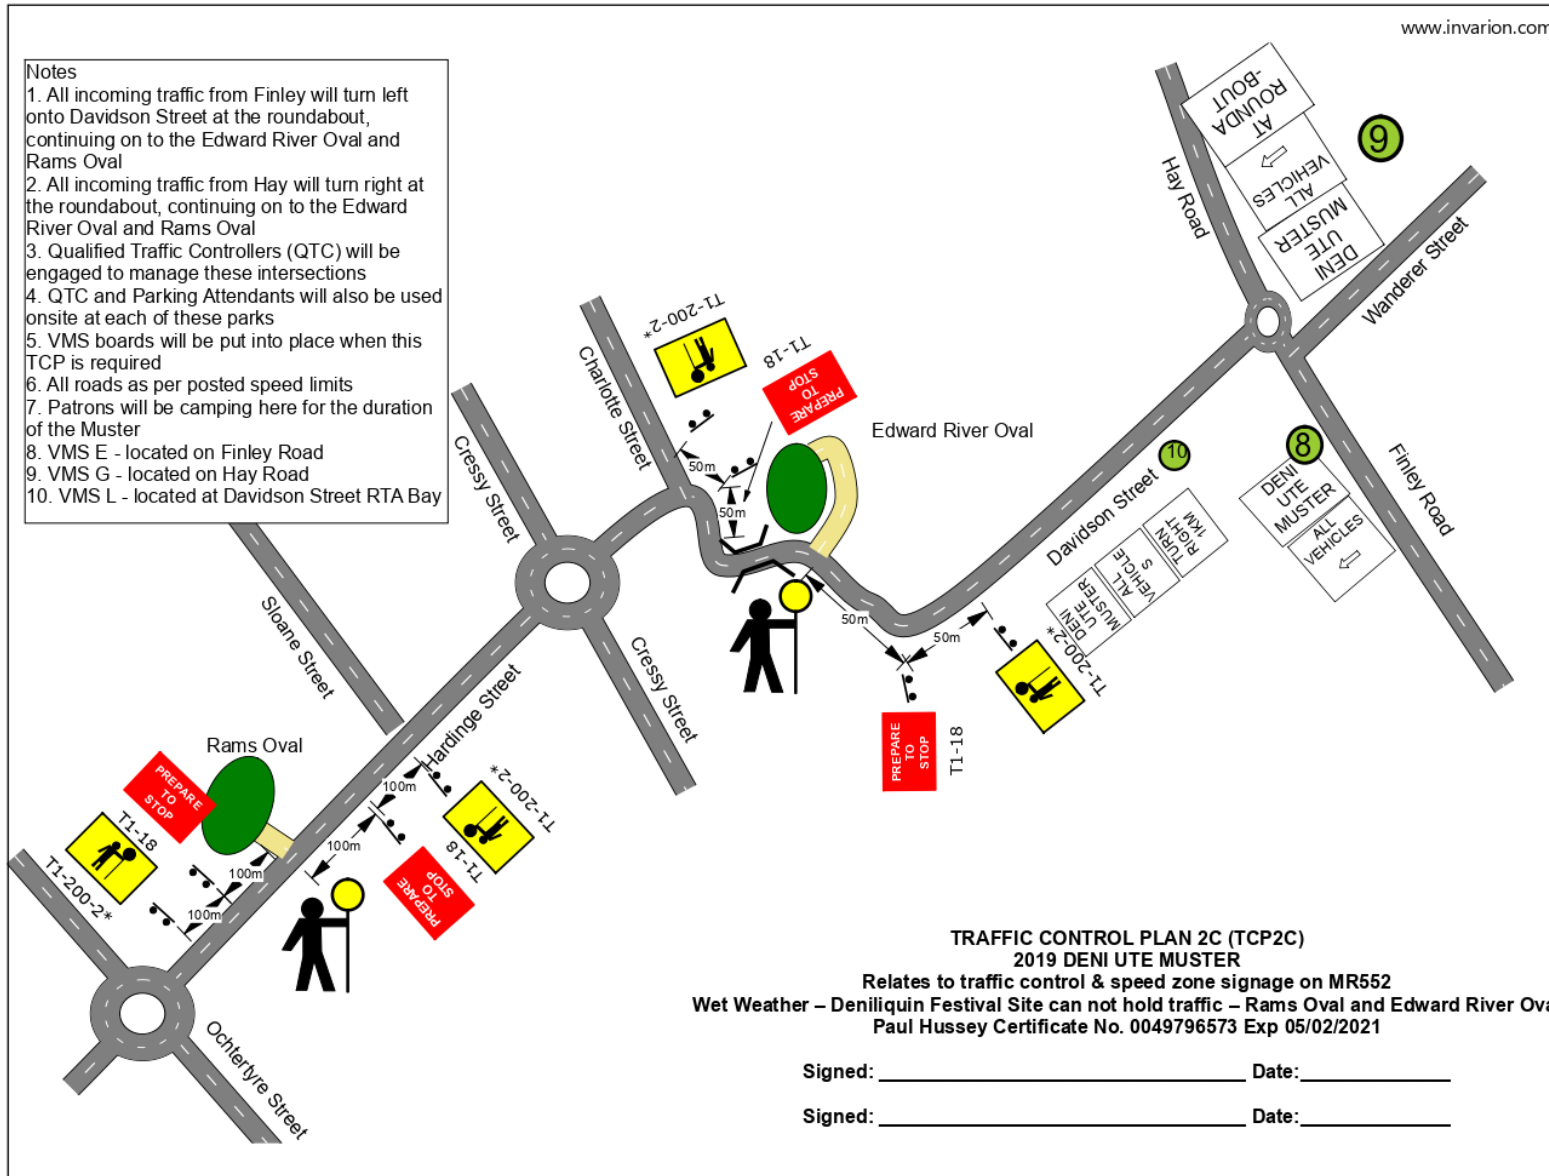 www.invarion.com
Notes
1. All incoming traffic from Finley will turn left
onto Davidson Street at the roundabout,
continuing on to the Edward River Oval and
Rams Oval
2. All incoming traffic from Hay will turn right at
the roundabout, continuing on to the Edward
River Oval and Rams Oval
3. Qualified Traffic Controllers (QTC) will be
engaged to manage these intersections
4. QTC and Parking Attendants will also be used
onsite at each of these parks
5. VMS boards will be put into place when this
TCP is required
6. All roads as per posted speed limits
7. Patrons will be camping here for the duration
of the Muster
8. VMS E - located on Finley Road
9. VMS G - located on Hay Road
10. VMS L - located at Davidson Street RTA Bay
Hay Road
DENI
UTE
MUSTER
ALL
VEHICLES
AT
ROUNDA
-BOUT
9
Wanderer Street
T1-200-2*
T1-18
PREPARE
TO
STOP
Charlotte Street
50m
50m
Edward River Oval
Cressy Street
Davidson Street
10
8
DENI
UTE
MUSTER
ALL
VEHICLES
Finley Road
DENI
UTE
MUSTER
ALL
VEHICLE
S
TURN
RIGHT
1KM
50m
50m
T1-200-2*
PREPARE
TO
STOP
T1-18
Sloane Street
Cressy Street
Hardinge Street
Rams Oval
PREPARE
TO
STOP
T1-18
T1-200-2*
100m
100m
100m
100m
T1-200-2*
T1-18
PREPARE
TO
STOP
Ochtertyre Street
TRAFFIC CONTROL PLAN 2C (TCP2C)
2019 DENI UTE MUSTER
Relates to traffic control & speed zone signage on MR552
Wet Weather – Deniliquin Festival Site can not hold traffic – Rams Oval and Edward River Ova
Paul Hussey Certificate No. 0049796573 Exp 05/02/2021
Signed: Date:
Signed: Date: